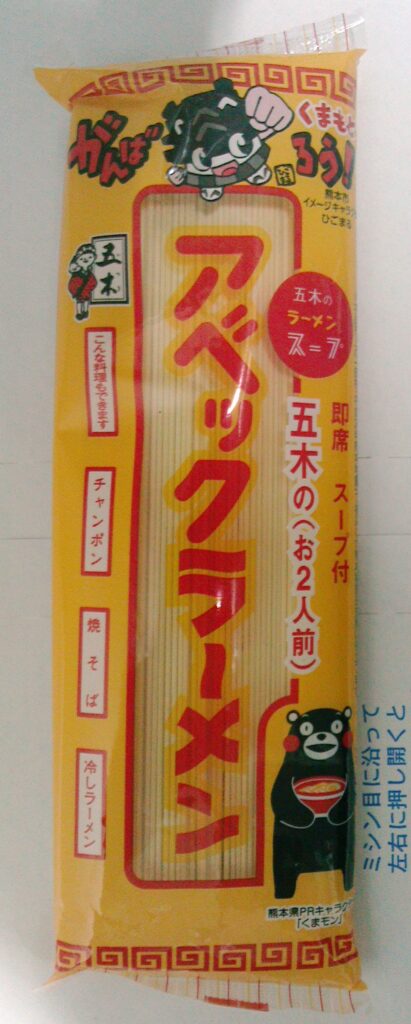 がんば
ろう!
くまもと
熊本市
イメージキャラク
ひごまる
五木
五木の
ラーメン
スープ
アベックラーメン
即席 スープ付
五木の(お2人前)
こんな料理もできます
チャンポン
焼そば
冷しラーメン
熊本県PRキャラク
「くまモン」
ミシン目に沿って
左右に押し開くと